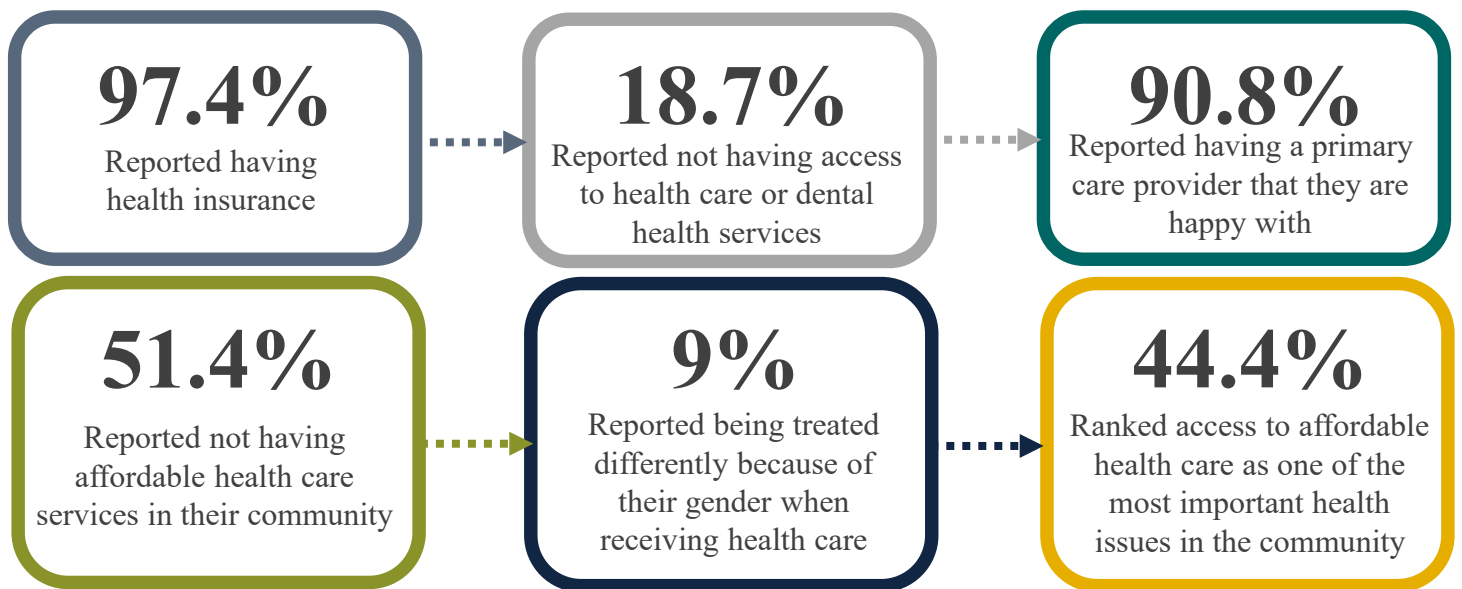 97.4%
Reported having
health insurance
18.7%
Reported not having access
to health care or dental
health services
90.8%
Reported having a primary
care provider that they are
happy with
51.4%
Reported not having
affordable health care
services in their community
9%
Reported being treated
differently because of
their gender when
receiving health care
44.4%
Ranked access to affordable
health care as one of the
most important health
issues in the community